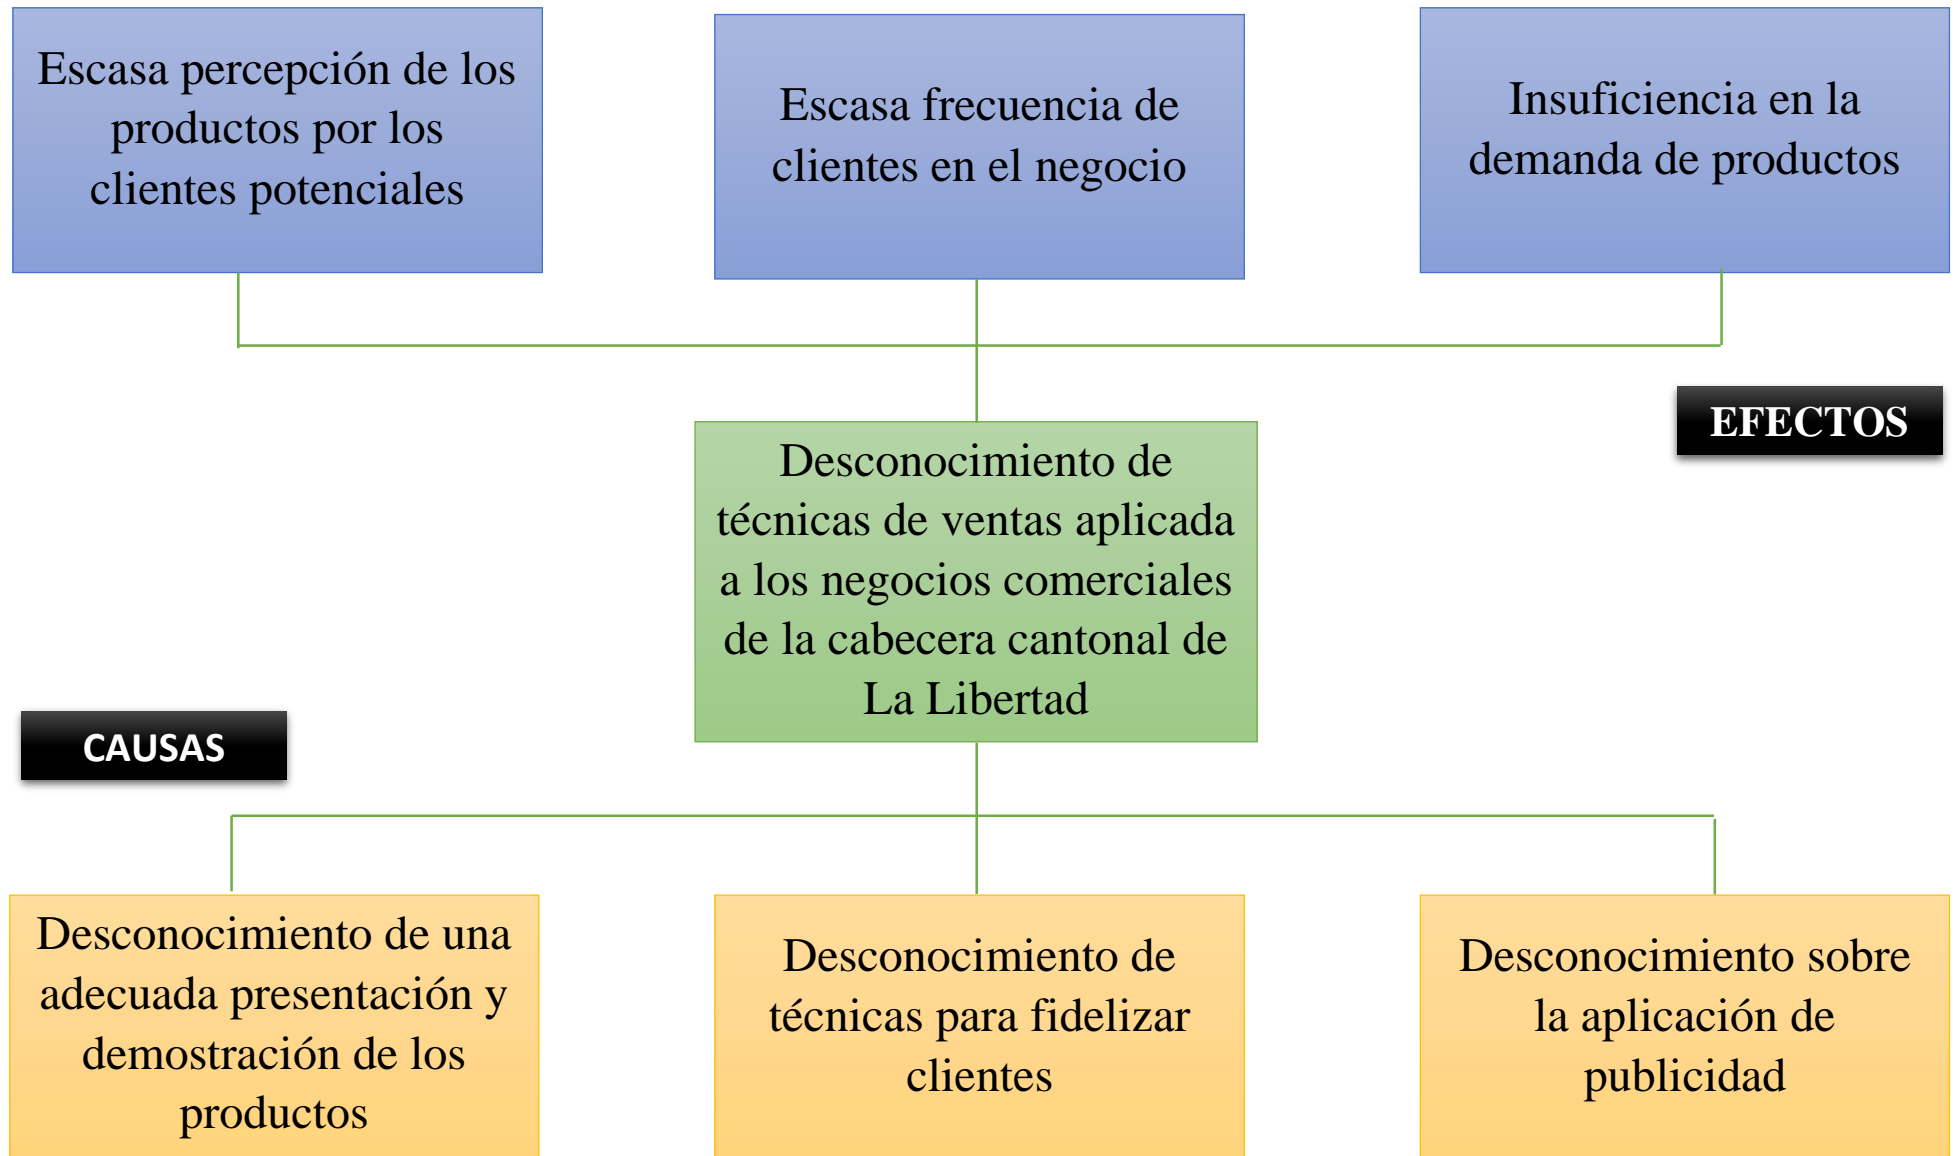 Escasa percepción de los
productos por los
clientes potenciales
Escasa frecuencia de
clientes en el negocio
Insuficiencia en la
demanda de productos
EFECTOS
Desconocimiento de
técnicas de ventas aplicada
a los negocios comerciales
de la cabecera cantonal de
La Libertad
CAUSAS
Desconocimiento de una
adecuada presentación y
demostración de los
productos
Desconocimiento de
técnicas para fidelizar
clientes
Desconocimiento sobre
la aplicación de
publicidad